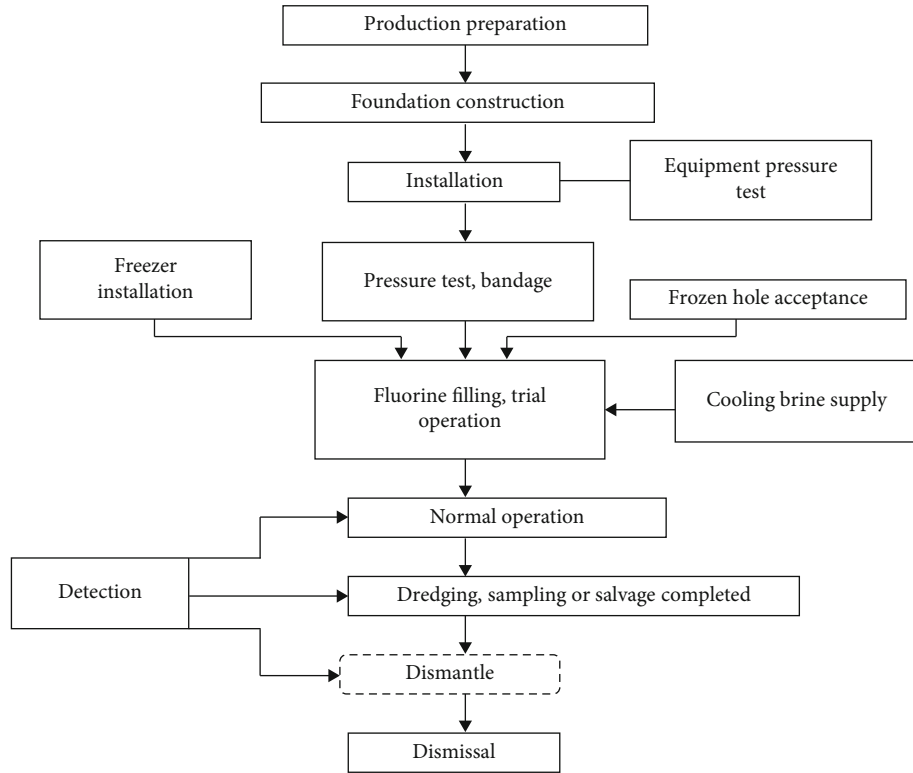 Production preparation
Foundation construction
Installation
Equipment pressure
test
Freezer
installation
Pressure test, bandage
Frozen hole acceptance
Fluorine filling, trial
operation
Cooling brine supply
Normal operation
Detection
Dredging, sampling or salvage completed
Dismantle
Dismissal